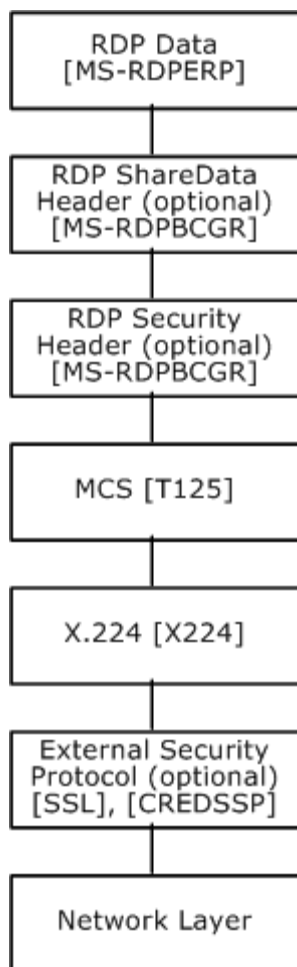 RDP Data
[MS-RDPERP]
RDP ShareData
Header (optional)
[MS-RDPBCGR]
RDP Security
Header (optional)
[MS-RDPBCGR]
MCS [T125]
X.224 [X224]
External Security
Protocol (optional)
[SSL], [CREDSSP]
Network Layer